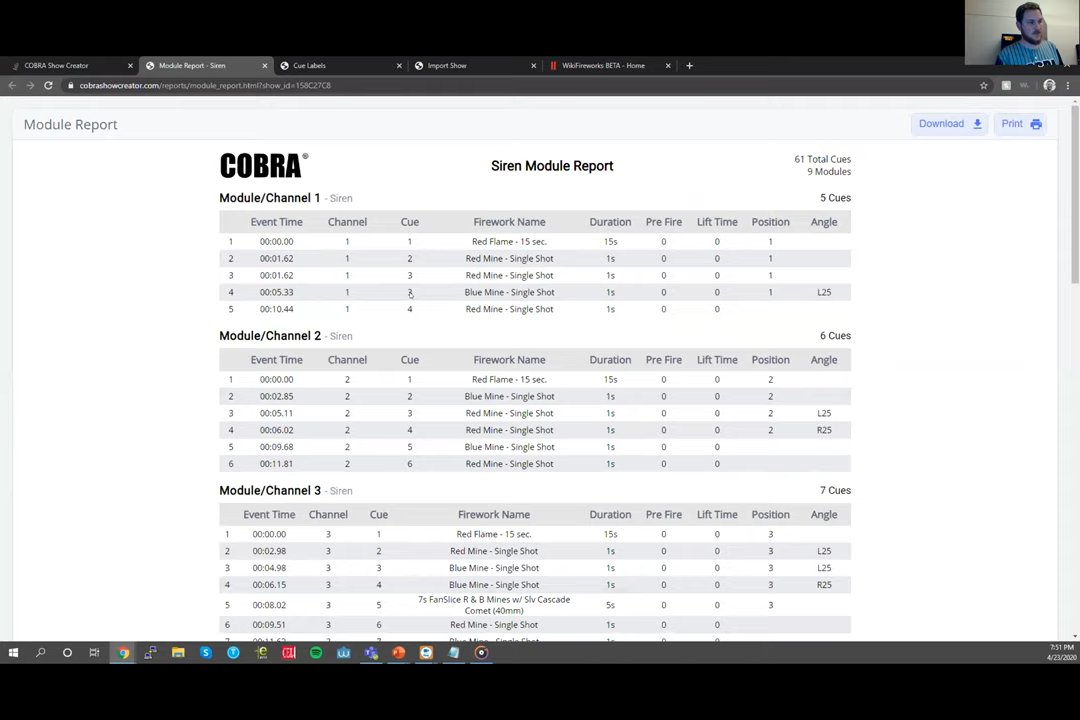 COBRA Show Creator
Module Report - Siren
Cue Labels
Import Show
WikiFireworks BETA - Home
cobrashowcreator.com/reports/module_report.html?show_id=158C27C8
Module Report
Download
Print
COBRA®
Siren Module Report
61 Total Cues
9 Modules
Module/Channel 1 - Siren
5 Cues
Event Time Channel Cue Firework Name Duration Pre Fire Lift Time Position Angle
1 00:00.00 1 1 Red Flame - 15 sec. 15s 0 0 1
2 00:01.62 1 2 Red Mine - Single Shot 1s 0 0 1
3 00:01.62 1 3 Red Mine - Single Shot 1s 0 0 1
4 00:05.33 1 3 Blue Mine - Single Shot 1s 0 0 1 L25
5 00:10.44 1 4 Red Mine - Single Shot 1s 0 0
Module/Channel 2 - Siren
6 Cues
Event Time Channel Cue Firework Name Duration Pre Fire Lift Time Position Angle
1 00:00.00 2 1 Red Flame - 15 sec. 15s 0 0 2
2 00:02.85 2 2 Blue Mine - Single Shot 1s 0 0 2
3 00:05.11 2 3 Red Mine - Single Shot 1s 0 0 2 L25
4 00:06.02 2 4 Red Mine - Single Shot 1s 0 0 2 R25
5 00:09.68 2 5 Blue Mine - Single Shot 1s 0 0
6 00:11.81 2 6 Red Mine - Single Shot 1s 0 0
Module/Channel 3 - Siren
7 Cues
Event Time Channel Cue Firework Name Duration Pre Fire Lift Time Position Angle
1 00:00.00 3 1 Red Flame - 15 sec. 15s 0 0 3
2 00:02.98 3 2 Red Mine - Single Shot 1s 0 0 3 L25
3 00:04.98 3 3 Blue Mine - Single Shot 1s 0 0 3 L25
4 00:06.15 3 4 Blue Mine - Single Shot 1s 0 0 3 R25
5 00:08.02 3 5 7s FanSlice R & B Mines w/ Slv Cascade Comet (40mm) 5s 0 0 3
6 00:09.51 3 6 Red Mine - Single Shot 1s 0 0
7 3 7 Blue Mine - Single Shot 1s 0 0
7:51 PM
4/23/2020